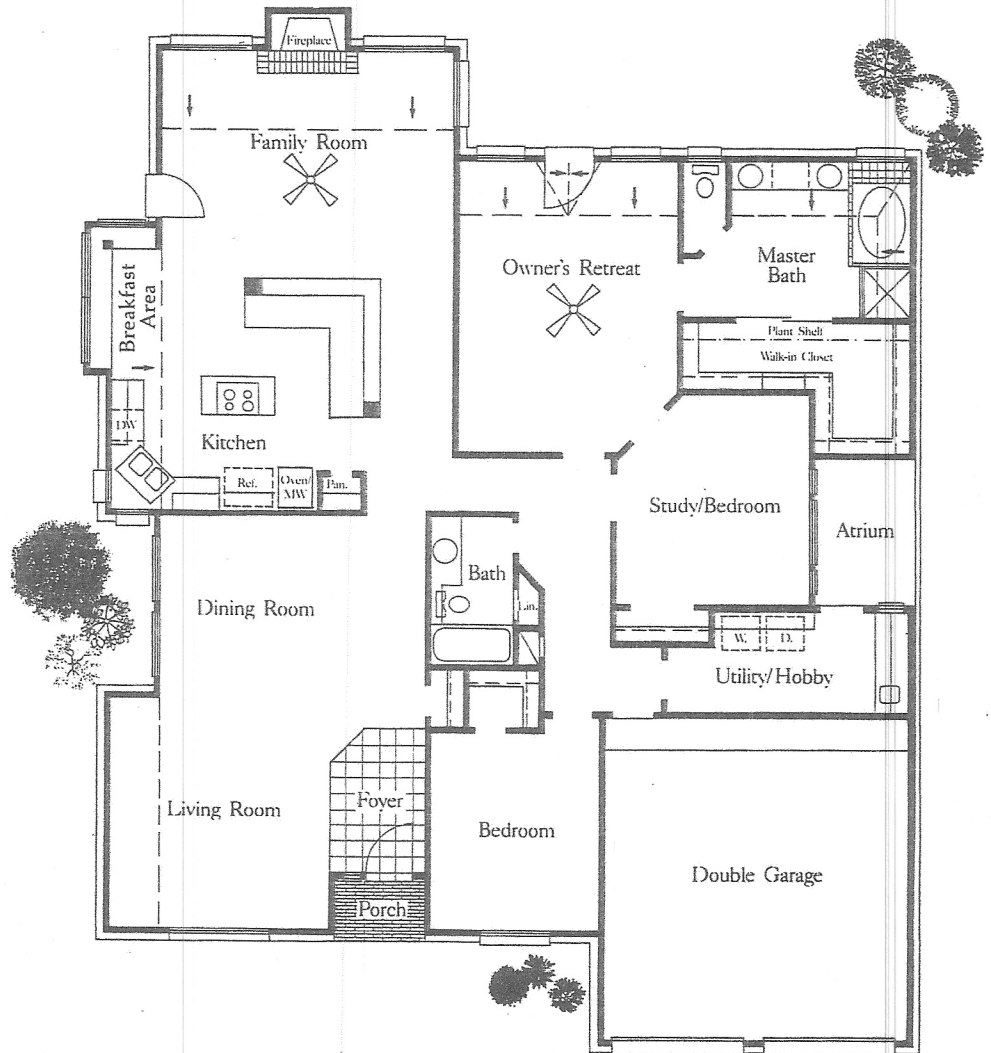 Fireplace
Family Room
Owner's Retreat
Master
Bath
Breakfast
Area
Plant Shelf
Walk-in Closet
DW
Kitchen
Ref.
Oven/
MW
Pan.
Study/Bedroom
Atrium
Bath
Lin.
Dining Room
W.
D.
Utility/Hobby
Living Room
Foyer
Bedroom
Double Garage
Porch